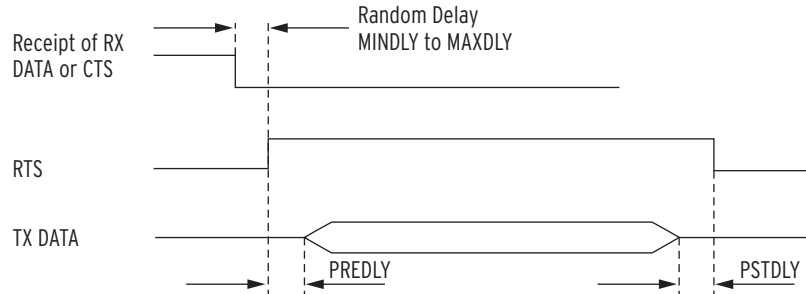 Random Delay
MINDLY to MAXDLY
Receipt of RX
DATA or CTS
RTS
TX DATA
PREDLY
PSTDLY